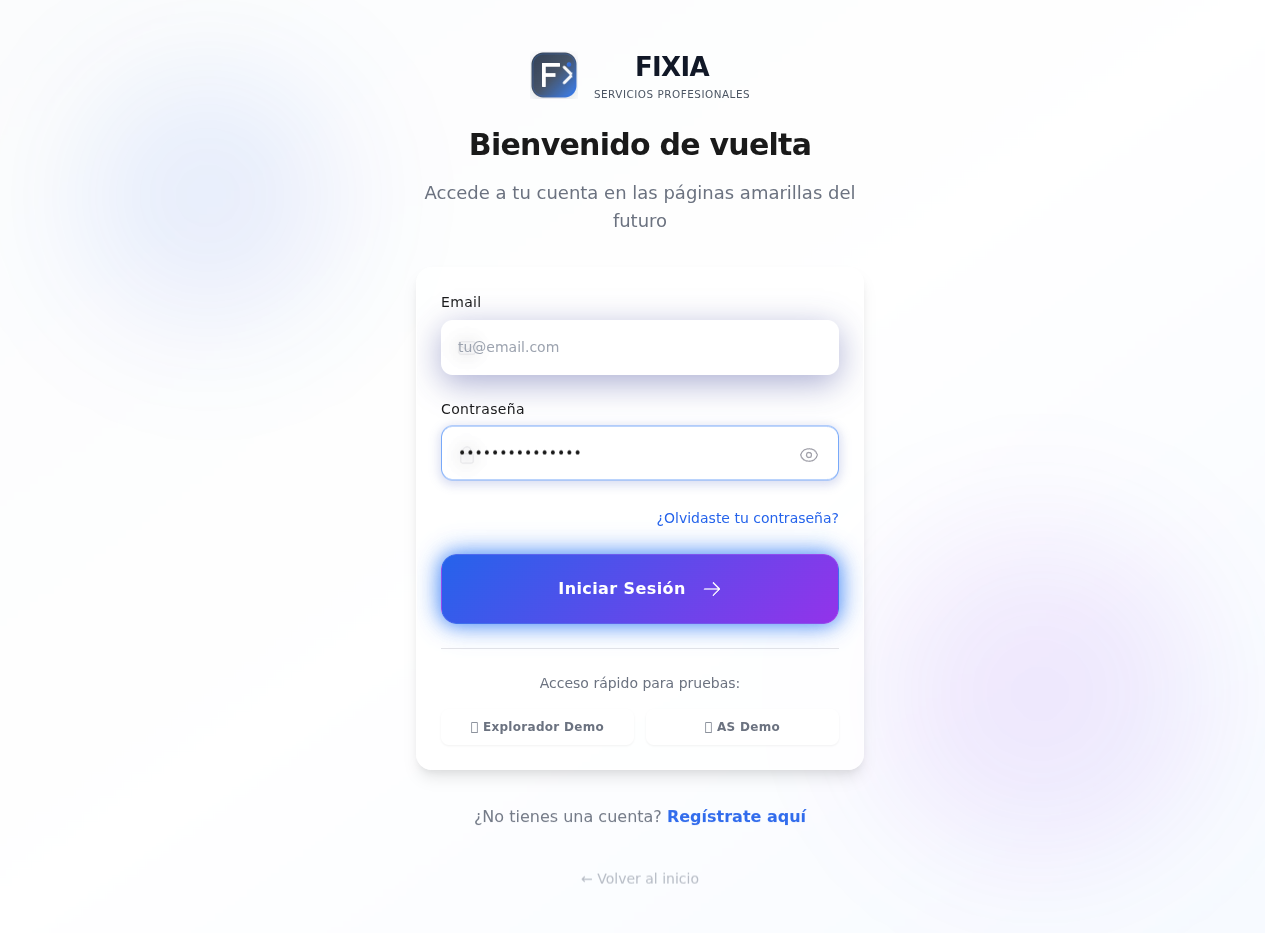 FIXIA
SERVICIOS PROFESIONALES
Bienvenido de vuelta
Accede a tu cuenta en las páginas amarillas del
futuro
Email
tu@email.com
Contraseña
•••••••••••••••
¿Olvidaste tu contraseña?
Iniciar Sesión →
Acceso rápido para pruebas:
Explorador Demo
AS Demo
¿No tienes una cuenta? Regístrate aquí
← Volver al inicio